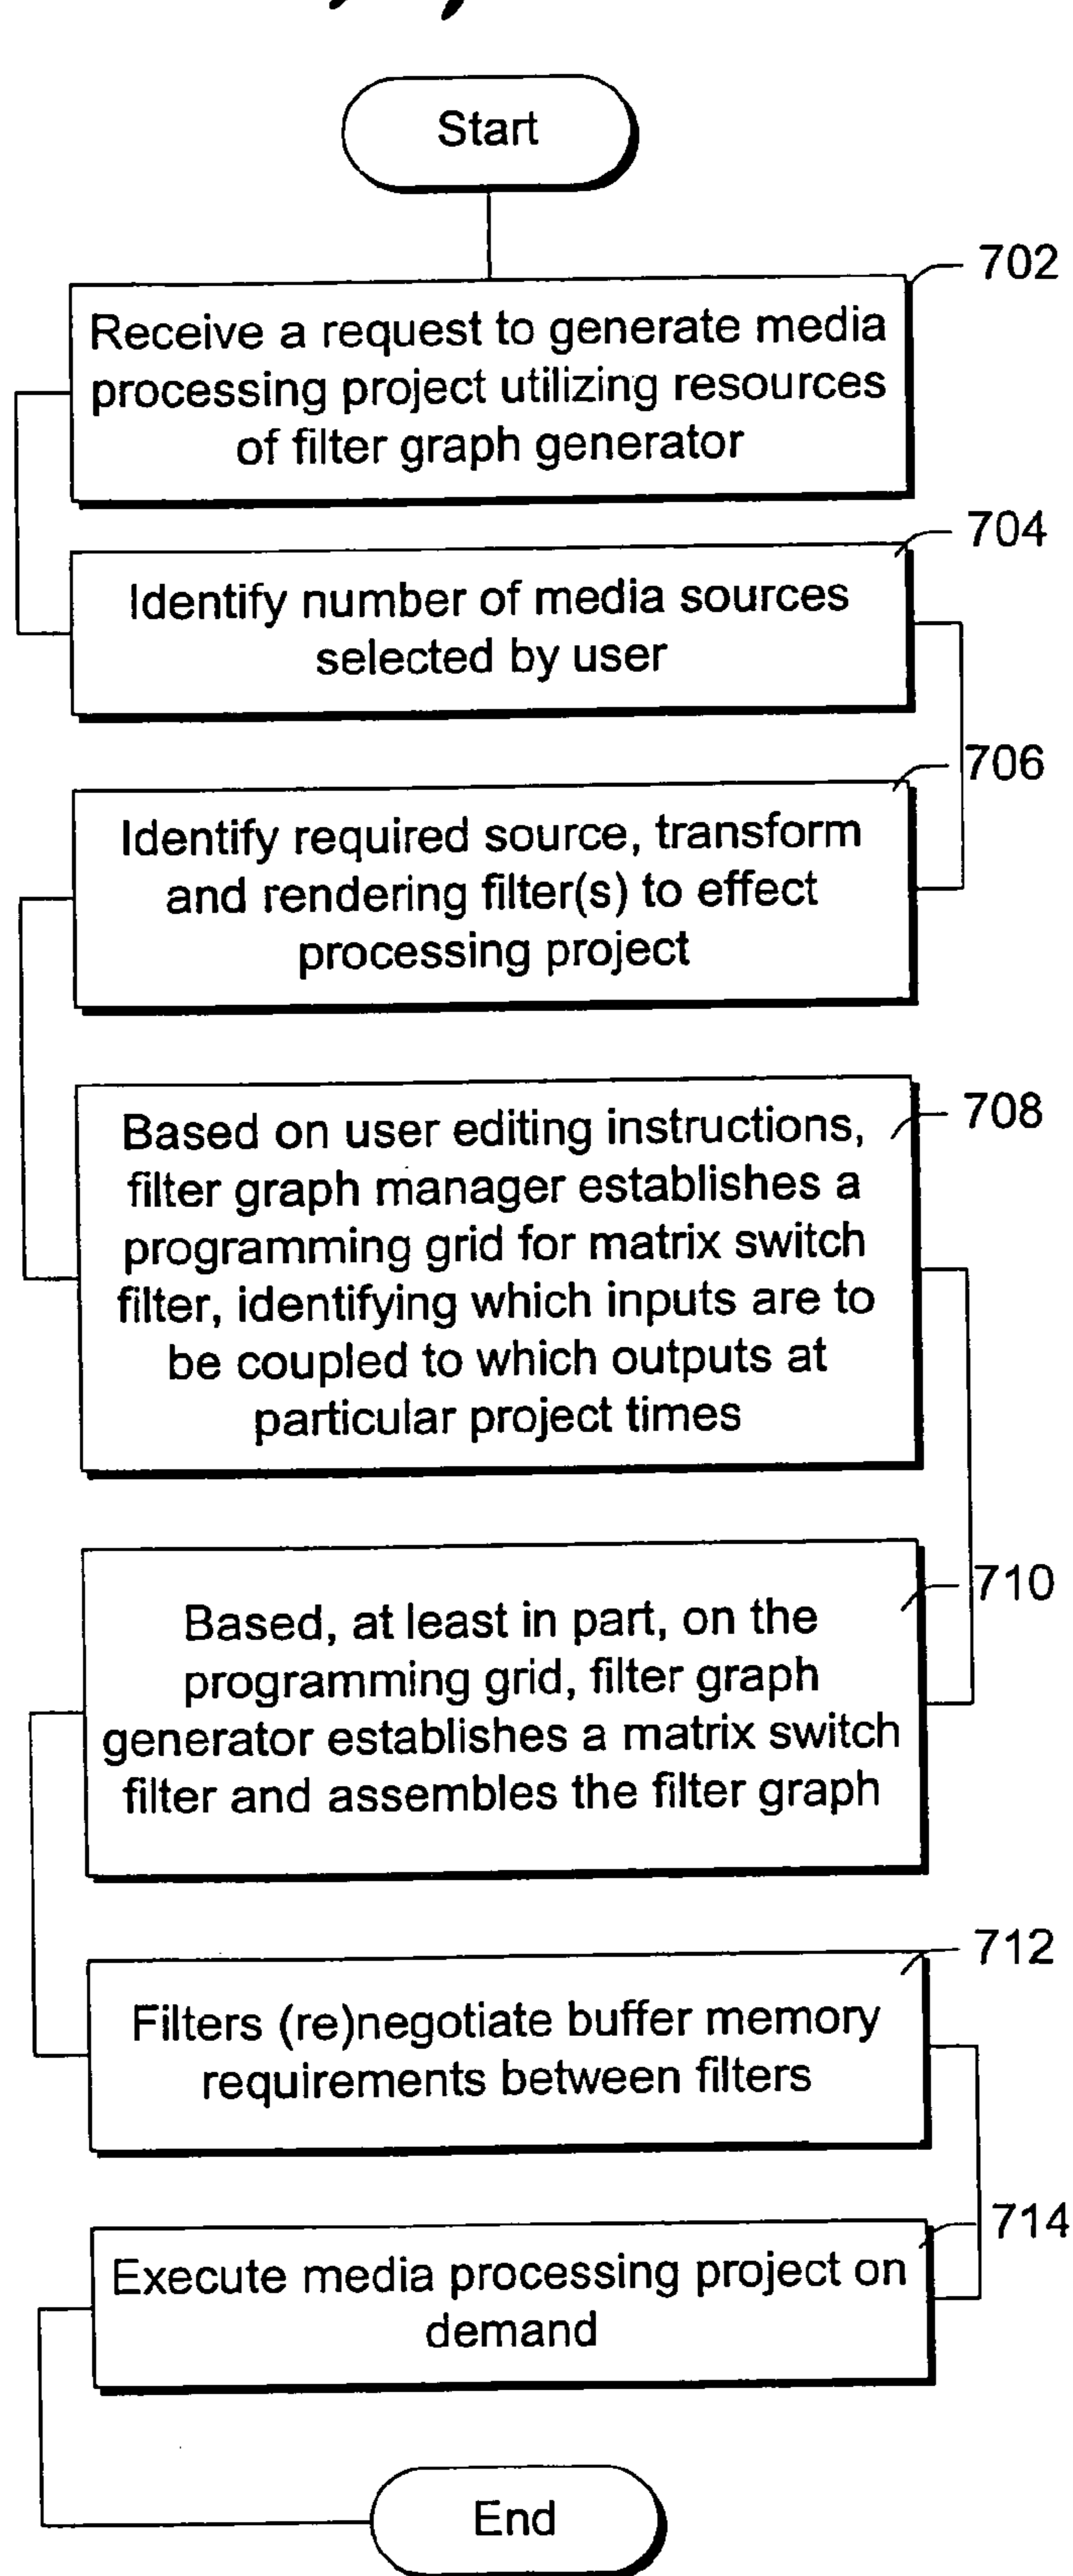 Start
702
Receive a request to generate media
processing project utilizing resources
of filter graph generator
704
Identify number of media sources
selected by user
706
Identify required source, transform
and rendering filter(s) to effect
processing project
708
Based on user editing instructions,
filter graph manager establishes a
programming grid for matrix switch
filter, identifying which inputs are to
be coupled to which outputs at
particular project times
710
Based, at least in part, on the
programming grid, filter graph
generator establishes a matrix switch
filter and assembles the filter graph
712
Filters (re)negotiate buffer memory
requirements between filters
714
Execute media processing project on
demand
End